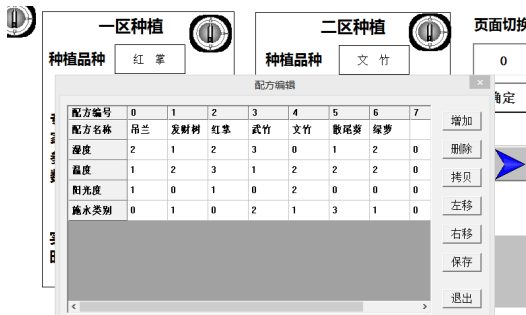 一区种植
二区种植
页面切换
种植品种 红 掌
种植品种 文 竹
0
配方编辑
确定
配方编号 0 1 2 3 4 5 6 7
配方名称 吊兰 发财树 红掌 武竹 文竹 散尾葵 绿萝
湿度 2 1 2 3 0 1 2 0
温度 1 2 3 1 2 2 2 0
阳光度 1 0 1 0 2 0 0 0
施水类别 0 1 0 2 1 3 1 0
增加
删除
拷贝
左移
右移
保存
退出